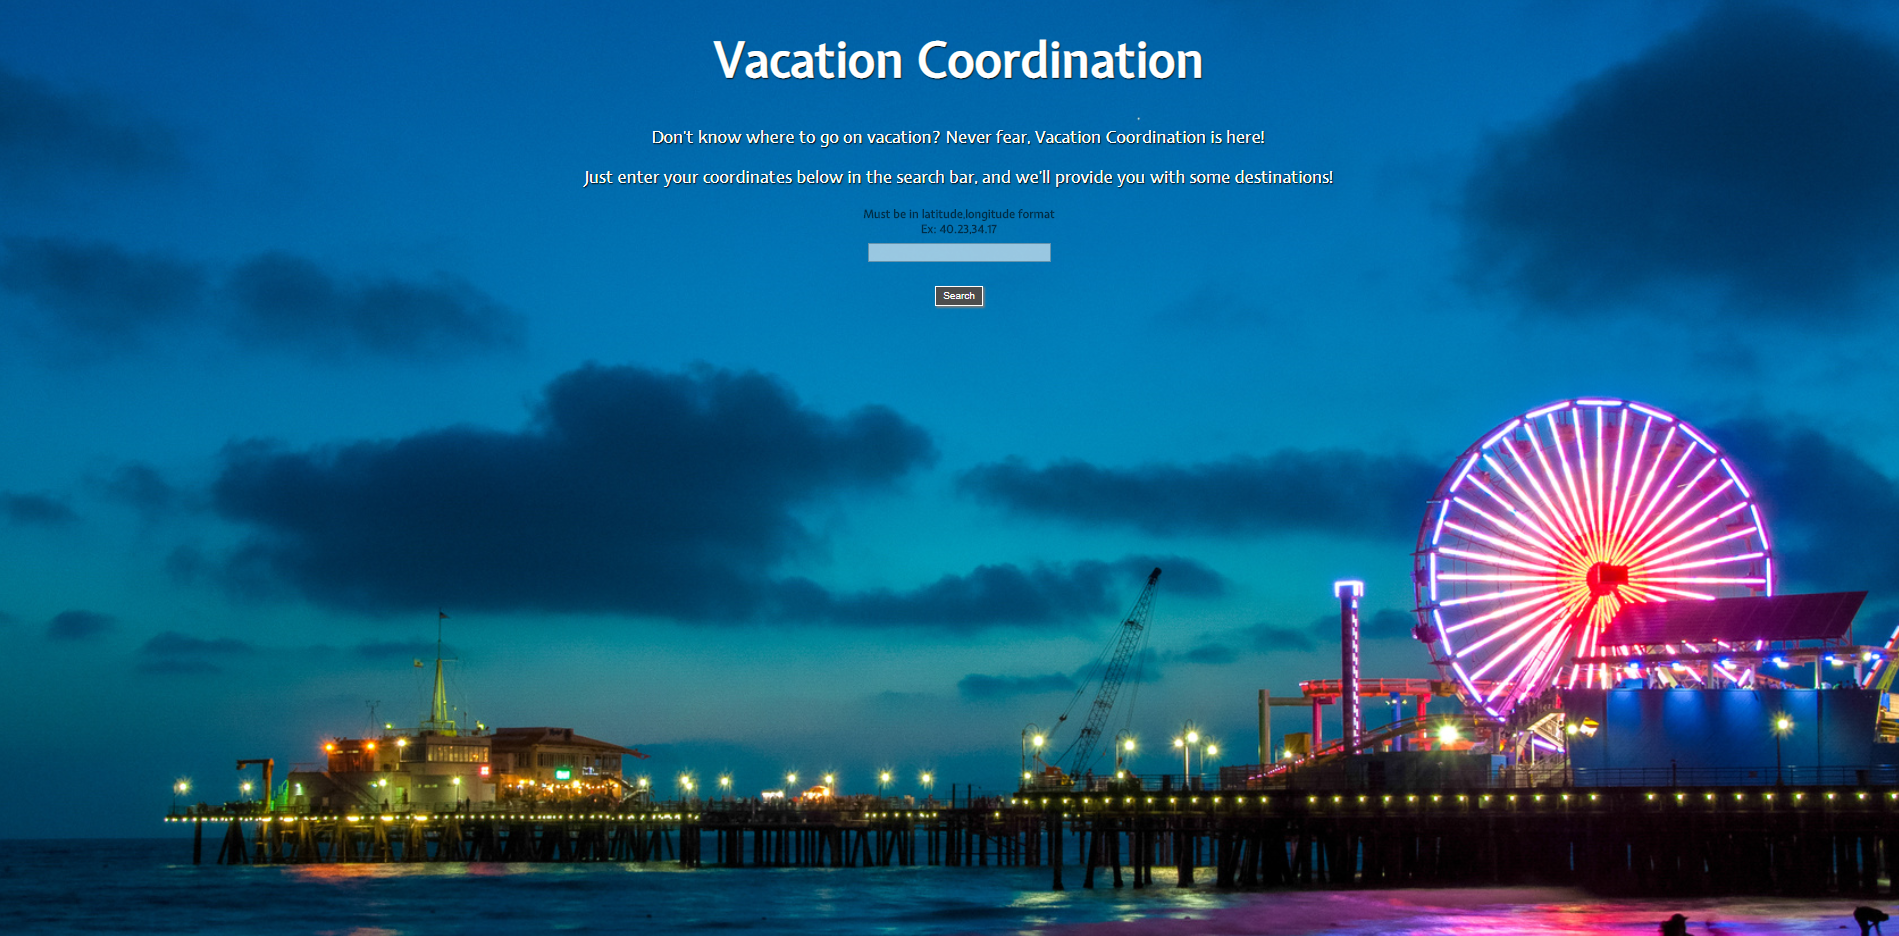 Vacation Coordination
Don't know where to go on vacation? Never fear, Vacation Coordination is here!
Just enter your coordinates below in the search bar, and we'll provide you with some destinations!
Must be in latitude,longitude format
Ex: 40.23,34.17
Search